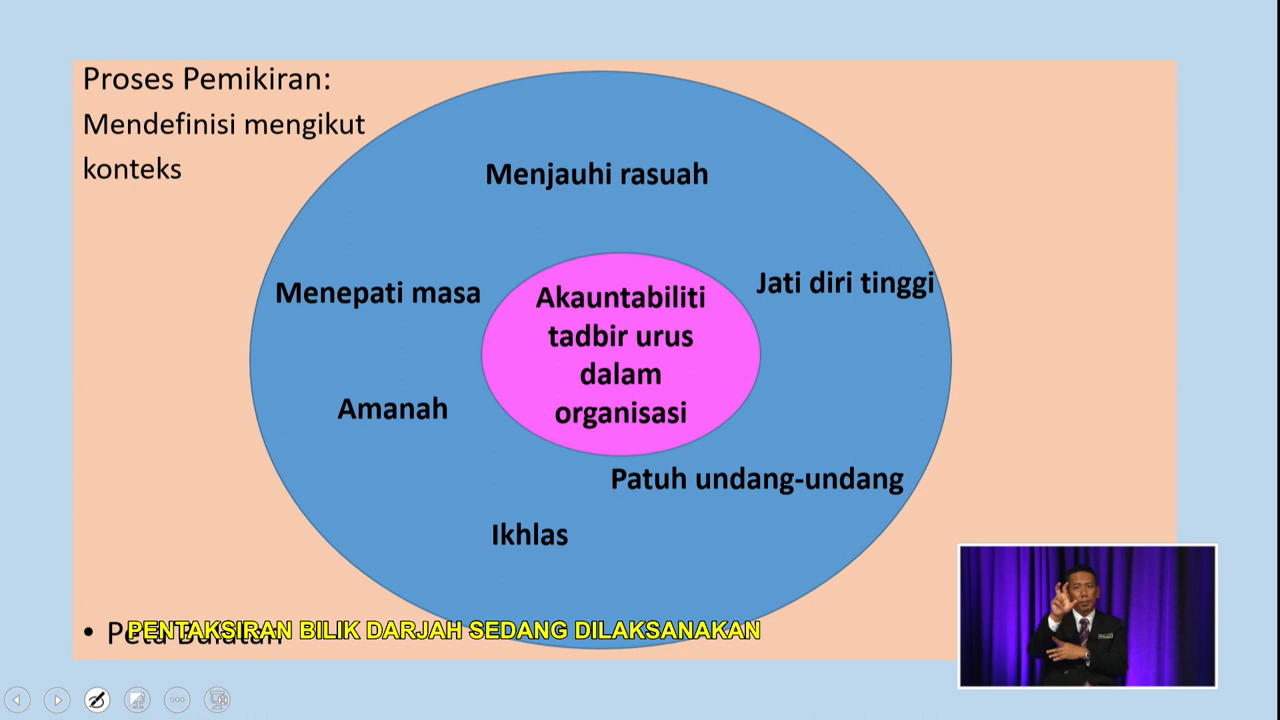 Proses Pemikiran:
Mendefinisi mengikut
konteks
Menjauhi rasuah
Menepati masa
Jati diri tinggi
Akauntabiliti
tadbir urus
dalam
organisasi
Amanah
Patuh undang-undang
Ikhlas
• Peta Bulatan
PENTAKSIRAN BILIK DARJAH SEDANG DILAKSANAKAN